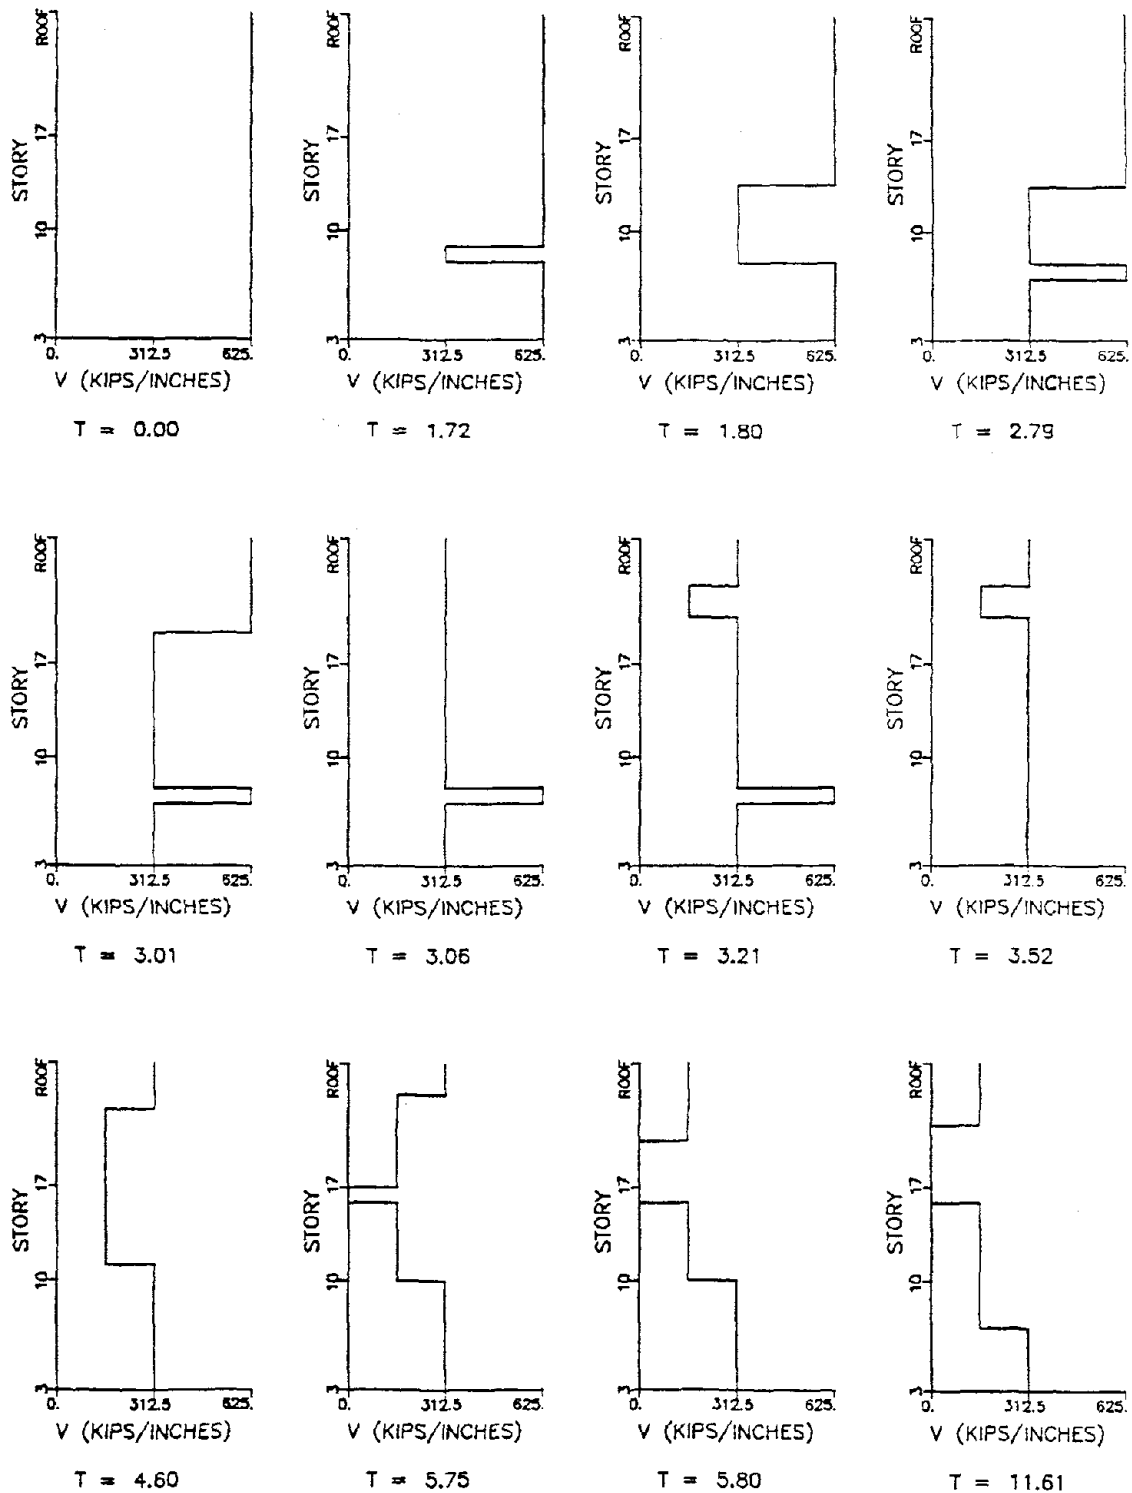 ROOF
17
STORY
10
3
0. 312.5 625.
V (KIPS/INCHES)
T = 0.00
ROOF
17
STORY
10
3
0. 312.5 625.
V (KIPS/INCHES)
T = 1.72
ROOF
17
STORY
10
3
0. 312.5 625.
V (KIPS/INCHES)
T = 1.80
ROOF
17
STORY
10
3
0. 312.5 625.
V (KIPS/INCHES)
T = 2.79
ROOF
17
STORY
10
3
0. 312.5 625.
V (KIPS/INCHES)
T = 3.01
ROOF
17
STORY
10
3
0. 312.5 625.
V (KIPS/INCHES)
T = 3.06
ROOF
17
STORY
10
3
0. 312.5 625.
V (KIPS/INCHES)
T = 3.21
ROOF
17
STORY
10
3
0. 312.5 625.
V (KIPS/INCHES)
T = 3.52
ROOF
17
STORY
10
3
0. 312.5 625.
V (KIPS/INCHES)
T = 4.60
ROOF
17
STORY
10
3
0. 312.5 625.
V (KIPS/INCHES)
T = 5.75
ROOF
17
STORY
10
3
0. 312.5 625.
V (KIPS/INCHES)
T = 5.80
ROOF
17
STORY
10
3
0. 312.5 625.
V (KIPS/INCHES)
T = 11.61